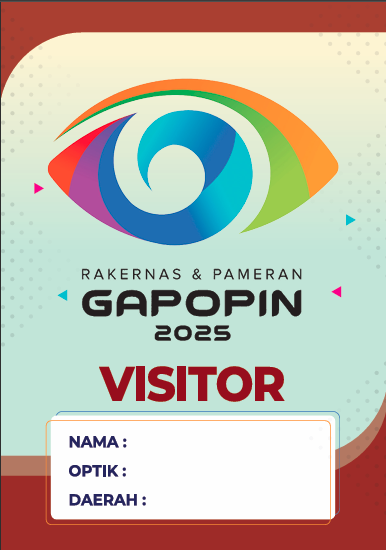 RAKERNAS & PAMERAN
GAPOPIN
2025
VISITOR
NAMA :
OPTIK :
DAERAH :